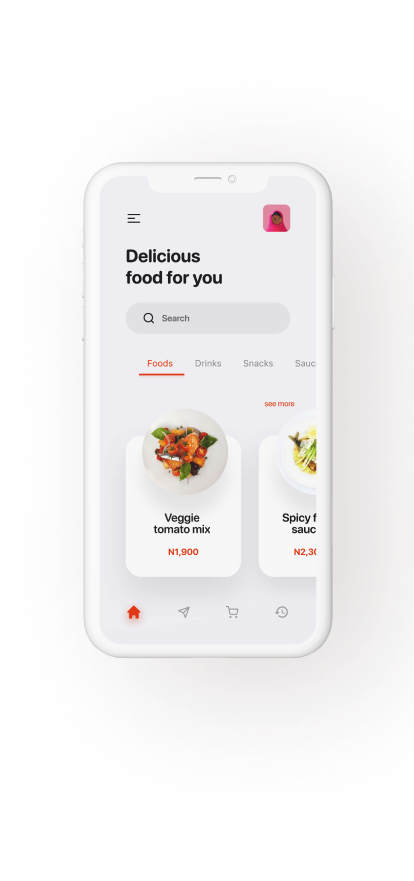 Delicious
food for you
Search
Foods Drinks Snacks Sauc
see more
Veggie
tomato mix
N1,900
Spicy f
sauc
N2,30